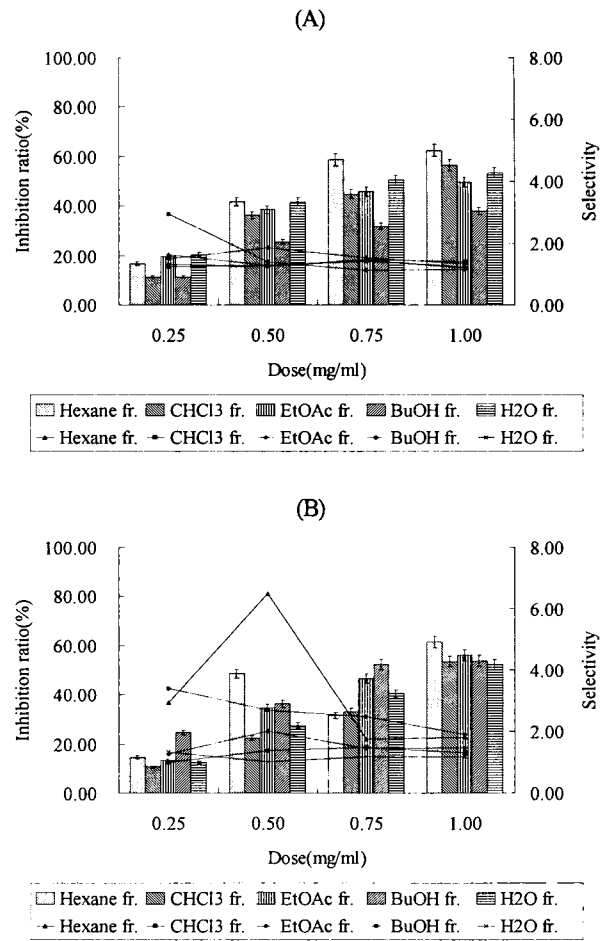 (A)
100.00 8.00
80.00
60.00 6.00
40.00 4.00
20.00 2.00
0.00 0.00
Inhibition ratio(%)
Selectivity
0.25 0.50 0.75 1.00
Dose(mg/ml)
Hexane fr. CHCl3 fr. EtOAc fr. BuOH fr. H2O fr.
Hexane fr. CHCl3 fr. EtOAc fr. BuOH fr. H2O fr.
(B)
100.00 8.00
80.00
60.00 6.00
40.00 4.00
20.00 2.00
0.00 0.00
Inhibition ratio(%)
Selectivity
0.25 0.50 0.75 1.00
Dose(mg/ml)
Hexane fr. CHCl3 fr. EtOAc fr. BuOH fr. H2O fr.
Hexane fr. CHCl3 fr. EtOAc fr. BuOH fr. H2O fr.